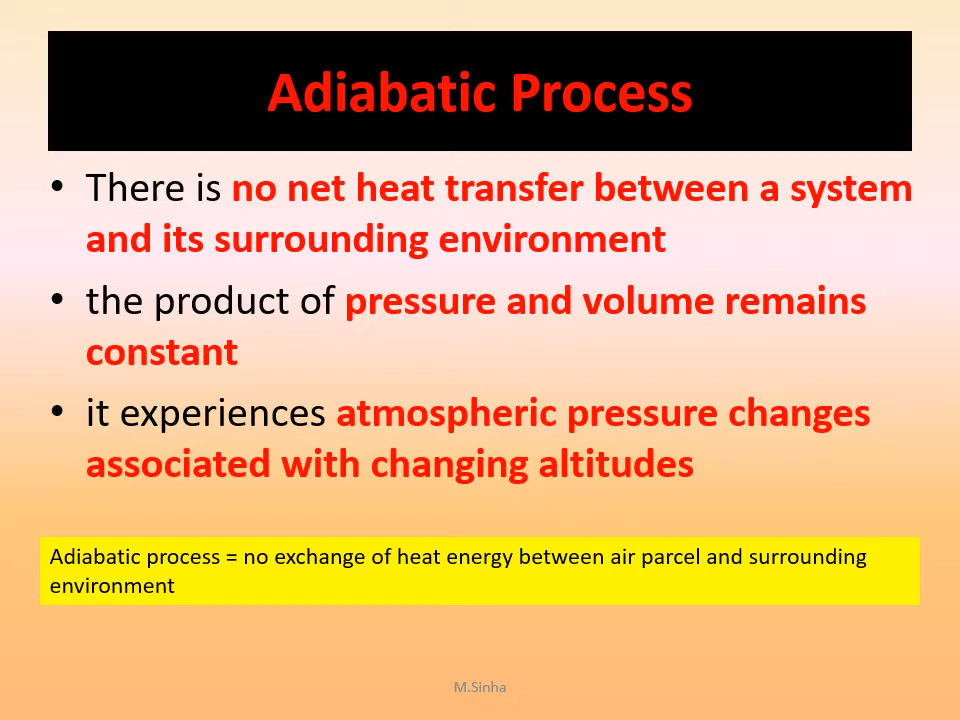 Adiabatic Process
• There is no net heat transfer between a system
and its surrounding environment
• the product of pressure and volume remains
constant
• it experiences atmospheric pressure changes
associated with changing altitudes
Adiabatic process = no exchange of heat energy between air parcel and surrounding
environment
M.Sinha